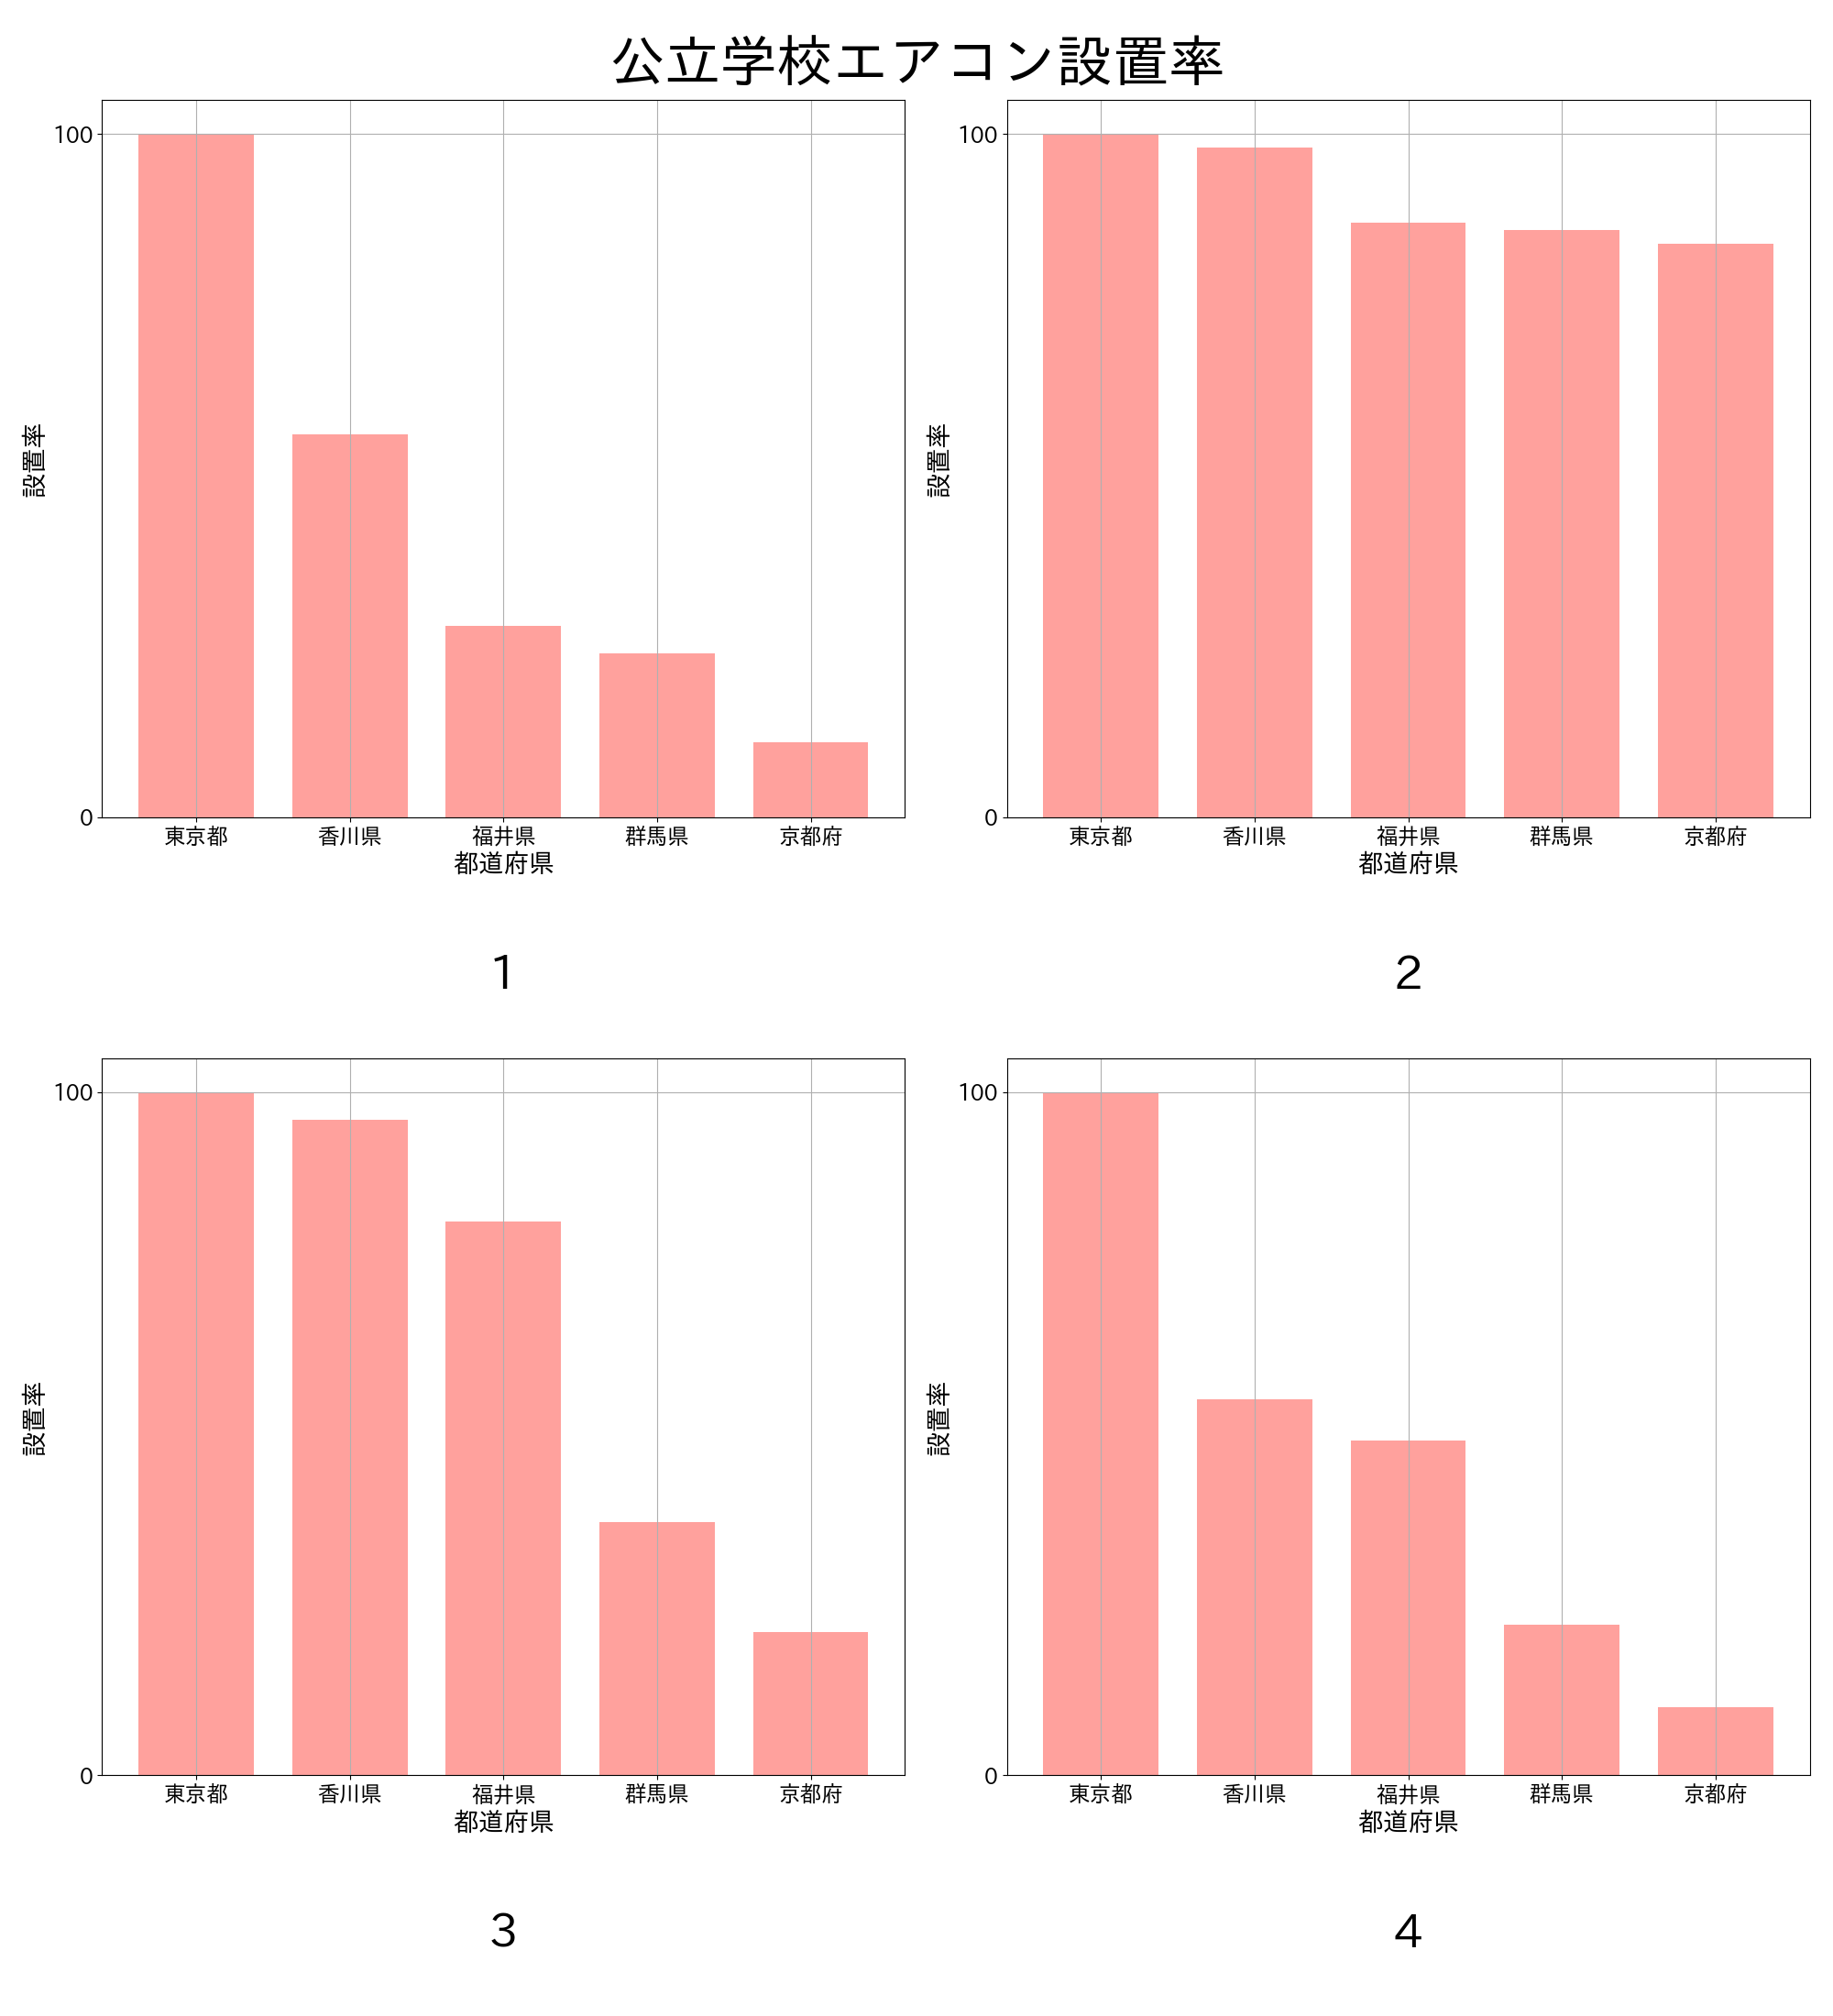 公立学校エアコン設置率
100
0
設置率
東京都 香川県 福井県 群馬県 京都府
都道府県
1
100
0
設置率
東京都 香川県 福井県 群馬県 京都府
都道府県
2
100
0
設置率
東京都 香川県 福井県 群馬県 京都府
都道府県
3
100
0
設置率
東京都 香川県 福井県 群馬県 京都府
都道府県
4